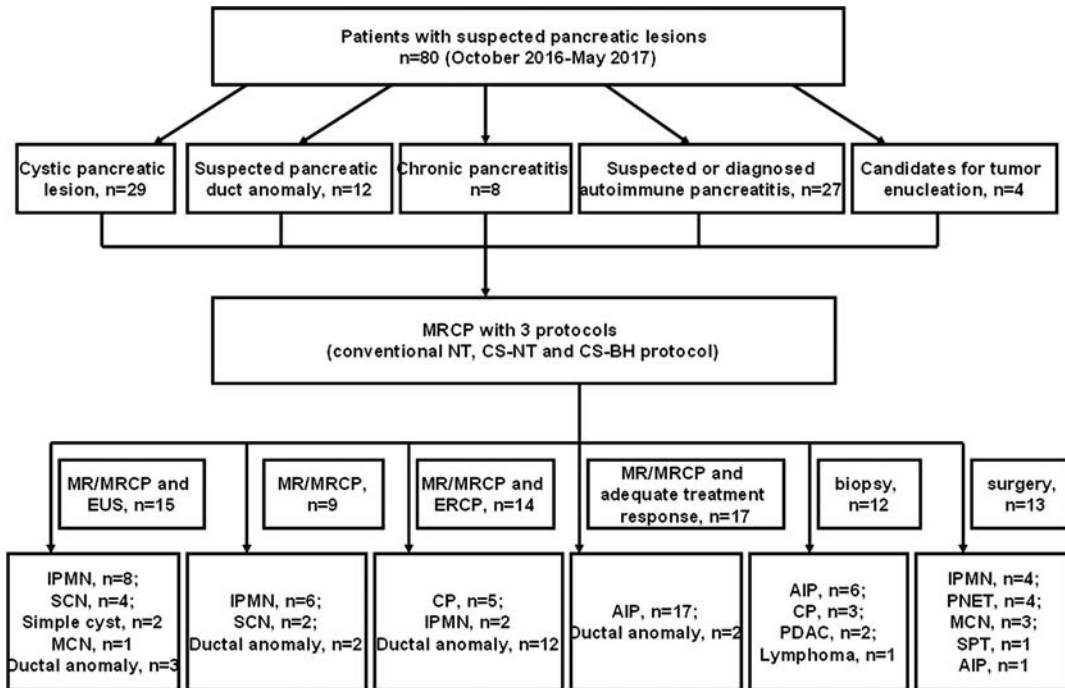 Patients with suspected pancreatic lesions
n=80 (October 2016-May 2017)
Cystic pancreatic
lesion, n=29
Suspected pancreatic
duct anomaly, n=12
Chronic pancreatitis
n=8
Suspected or diagnosed
autoimmune pancreatitis, n=27
Candidates for tumor
enucleation, n=4
MRCP with 3 protocols
(conventional NT, CS-NT and CS-BH protocol)
MR/MRCP and
EUS, n=15
MR/MRCP,
n=9
MR/MRCP and
ERCP, n=14
MR/MRCP and
adequate treatment
response, n=17
biopsy,
n=12
surgery,
n=13
IPMN, n=8;
SCN, n=4;
Simple cyst, n=2
MCN, n=1
Ductal anomaly, n=3
IPMN, n=6;
SCN, n=2;
Ductal anomaly, n=2
CP, n=5;
IPMN, n=2
Ductal anomaly, n=12
AIP, n=17;
Ductal anomaly, n=2
AIP, n=6;
CP, n=3;
PDAC, n=2;
Lymphoma, n=1
IPMN, n=4;
PNET, n=4;
MCN, n=3;
SPT, n=1
AIP, n=1